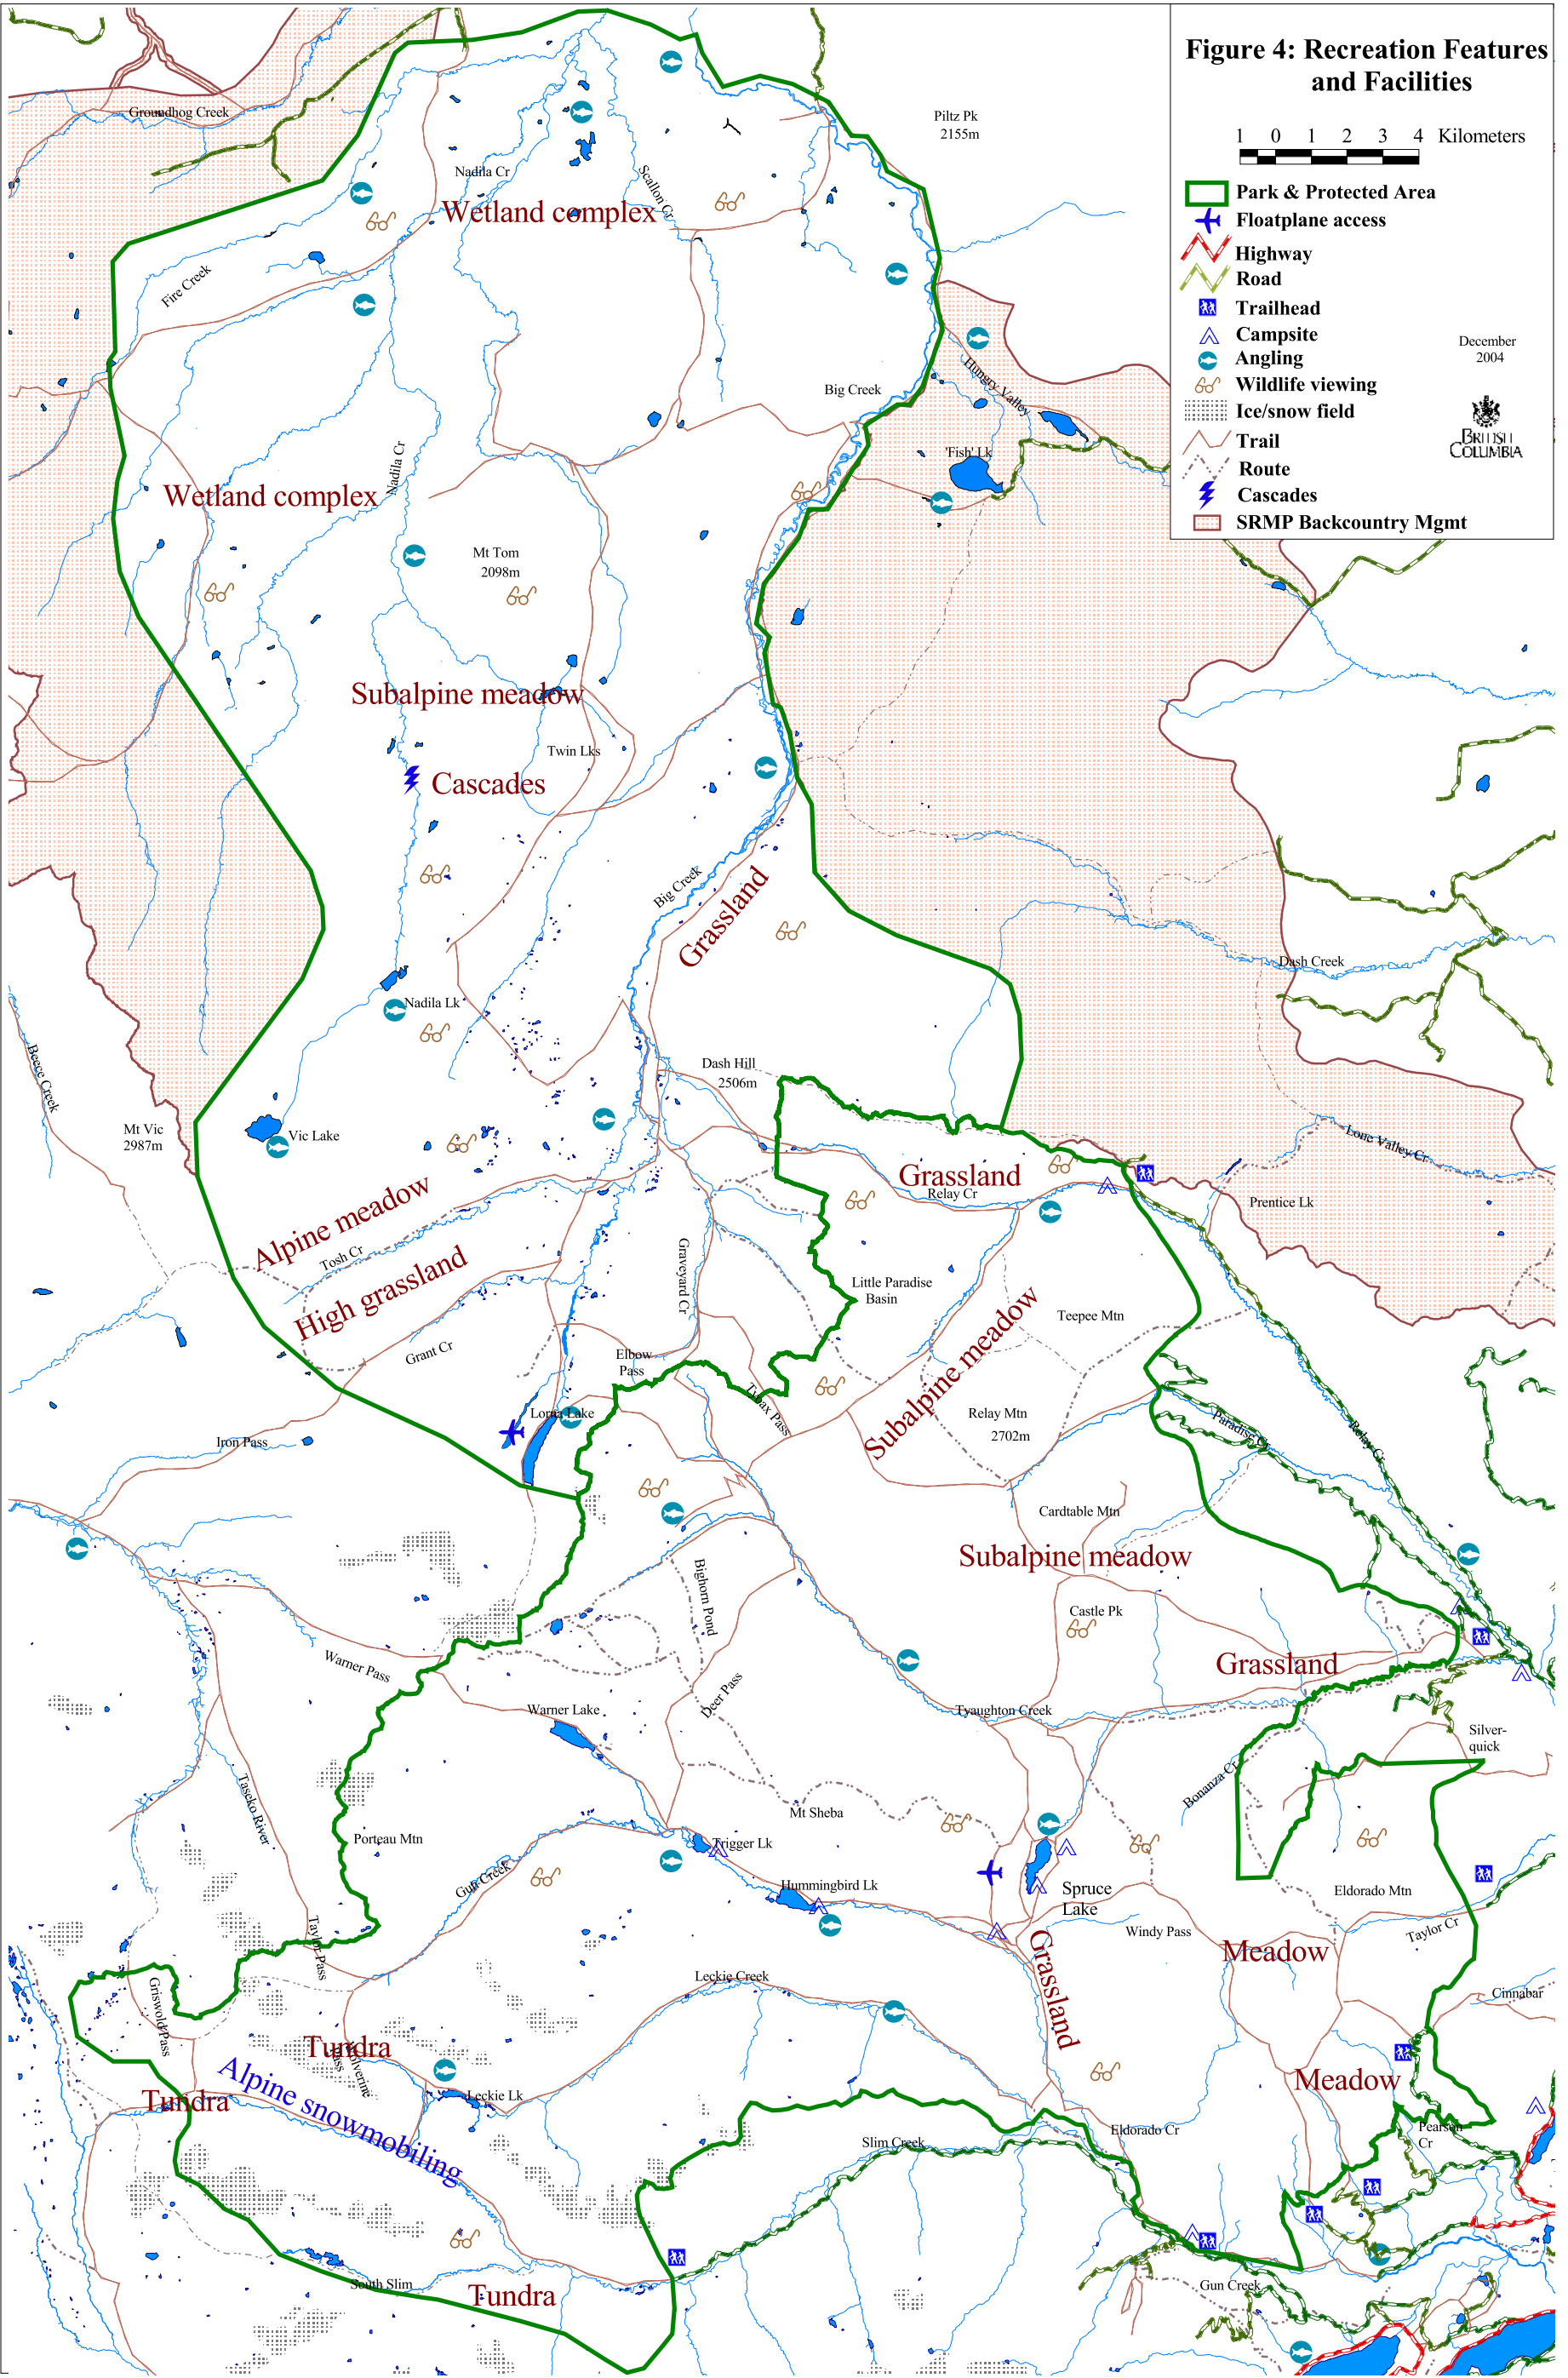 Figure 4: Recreation Features
and Facilities
1 0 1 2 3 4 Kilometers
Park & Protected Area
Floatplane access
Highway
Road
Trailhead
Campsite
Angling
Wildlife viewing
Ice/snow field
Trail
Route
Cascades
SRMP Backcountry Mgmt
December
2004
BRITISH
COLUMBIA
Groundhog Creek
Piltz Pk
2155m
Nadila Cr
Scallon Cr
Wetland complex
Fire Creek
Big Creek
Hungry Valley
'Fish' Lk
Nadila Cr
Wetland complex
Mt Tom
2098m
Subalpine meadow
Twin Lks
Cascades
Big Creek
Grassland
Dash Creek
Nadila Lk
Beece Creek
Dash Hill
2506m
Mt Vic
2987m
Vic Lake
Lone Valley Cr
Grassland
Relay Cr
Prentice Lk
Alpine meadow
Tosh Cr
High grassland
Graveyard Cr
Little Paradise
Basin
Teepee Mtn
Subalpine meadow
Grant Cr
Elbow
Pass
Tyax Pass
Lorna Lake
Relay Mtn
2702m
Paradise Cr
Relay Cr
Iron Pass
Cardtable Mtn
Subalpine meadow
Bighorn Pond
Castle Pk
Grassland
Warner Pass
Deer Pass
Warner Lake
Tyaughton Creek
Silver-
quick
Bonanza Cr
Taseko River
Mt Sheba
Porteau Mtn
Trigger Lk
Gun Creek
Hummingbird Lk
Spruce
Lake
Eldorado Mtn
Windy Pass
Taylor Cr
Meadow
Taylor Pass
Grassland
Leckie Creek
Cinnabar
Griswold Pass
Tundra
Wolverine
Pass
Meadow
Alpine snowmobiling
Leckie Lk
Tundra
Pearson
Cr
Eldorado Cr
Slim Creek
South Slim
Tundra
Gun Creek